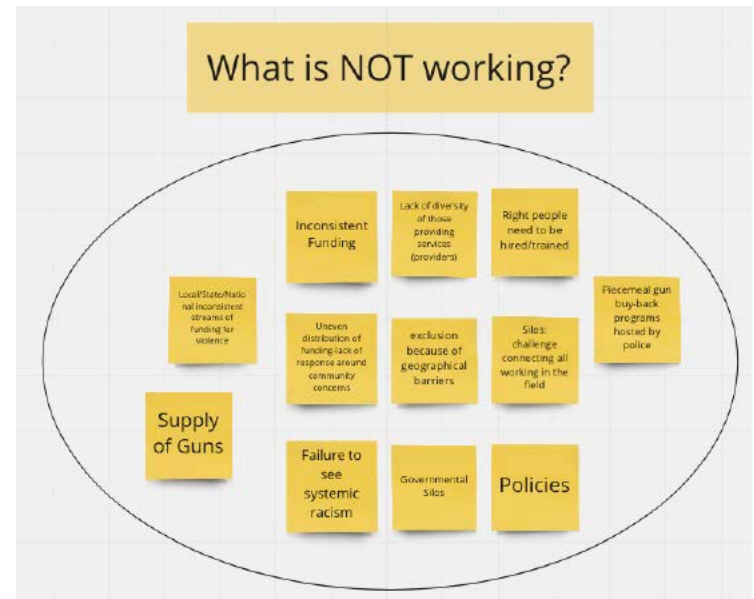 What is NOT working?
Inconsistent
Funding
Lack of diversity
of those
providing
services
(providers)
Right people
need to be
hired/trained
Local/State/Natio
nal inconsistent
streams of
funding for
violence
Piecemeal gun
buy-back
programs
hosted by
police
Uneven
distribution of
funding-lack of
response around
community
concerns
exclusion
because of
geographical
barriers
Silos:
challenge
connecting all
working in the
field
Supply
of Guns
Failure to
see
systemic
racism
Governmental
Silos
Policies